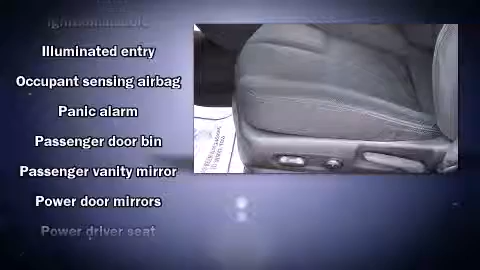 Illuminated entry
Occupant sensing airbag
Panic alarm
Passenger door bin
Passenger vanity mirror
Power door mirrors
Power driver seat